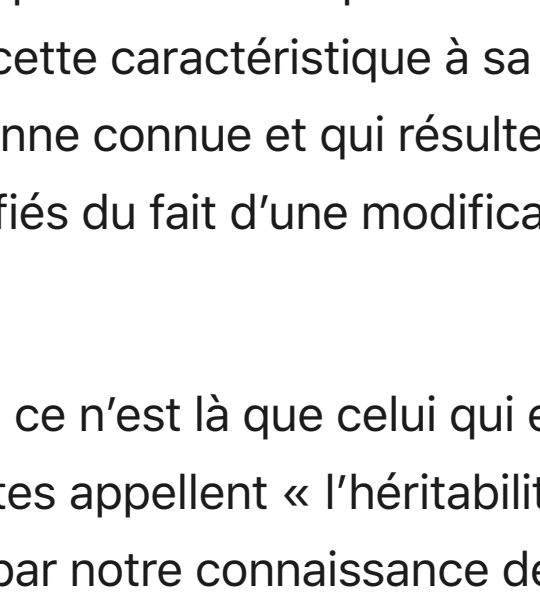 cette caractéristique à sa
nne connue et qui résulte
fiés du fait d’une modifica
ce n’est là que celui qui e
tes appellent « l’héritabilit
par notre connaissance de